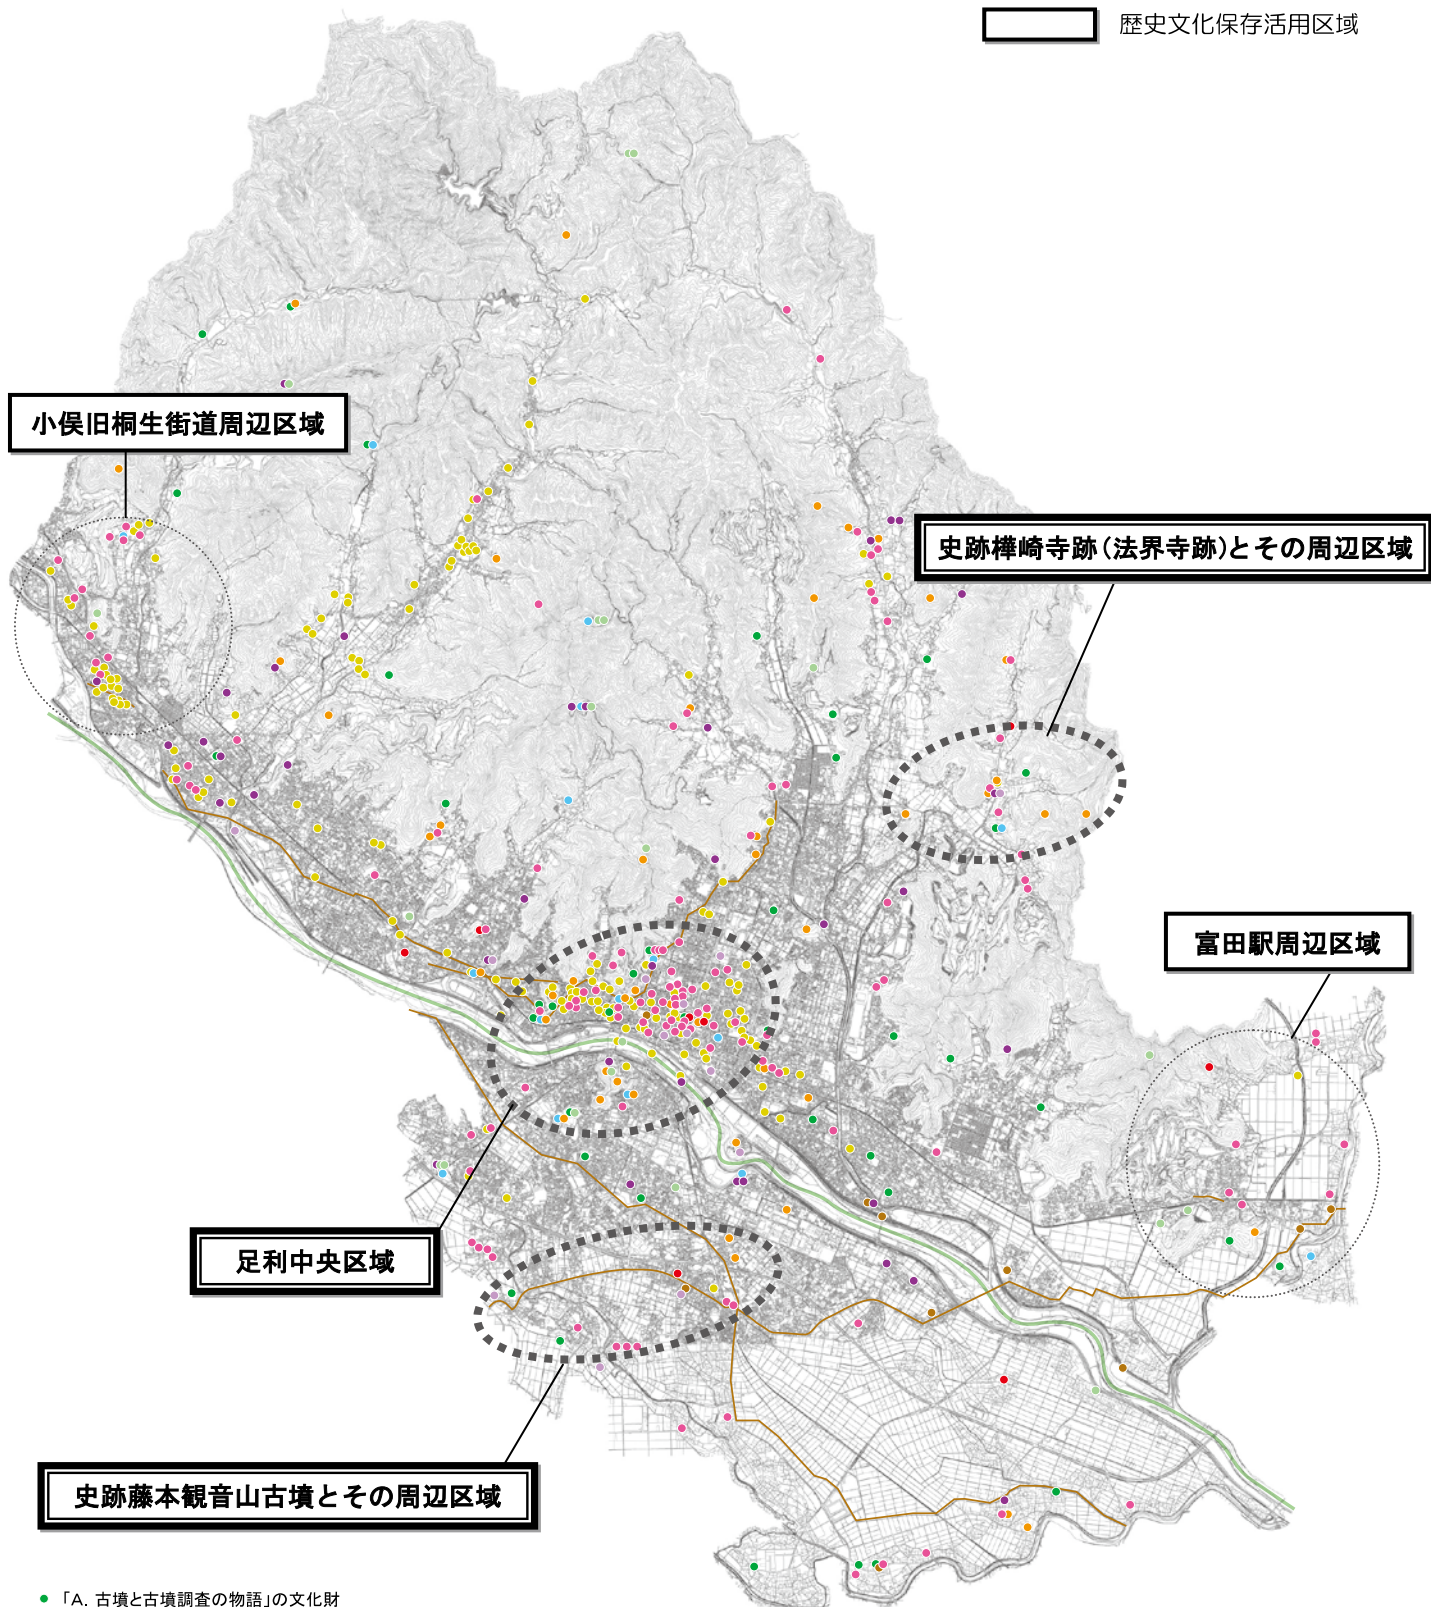 歴史文化保存活用区域
小俣旧桐生街道周辺区域
史跡樺崎寺跡（法界寺跡）とその周辺区域
富田駅周辺区域
足利中央区域
史跡藤本観音山古墳とその周辺区域
「A. 古墳と古墳調査の物語」の文化財